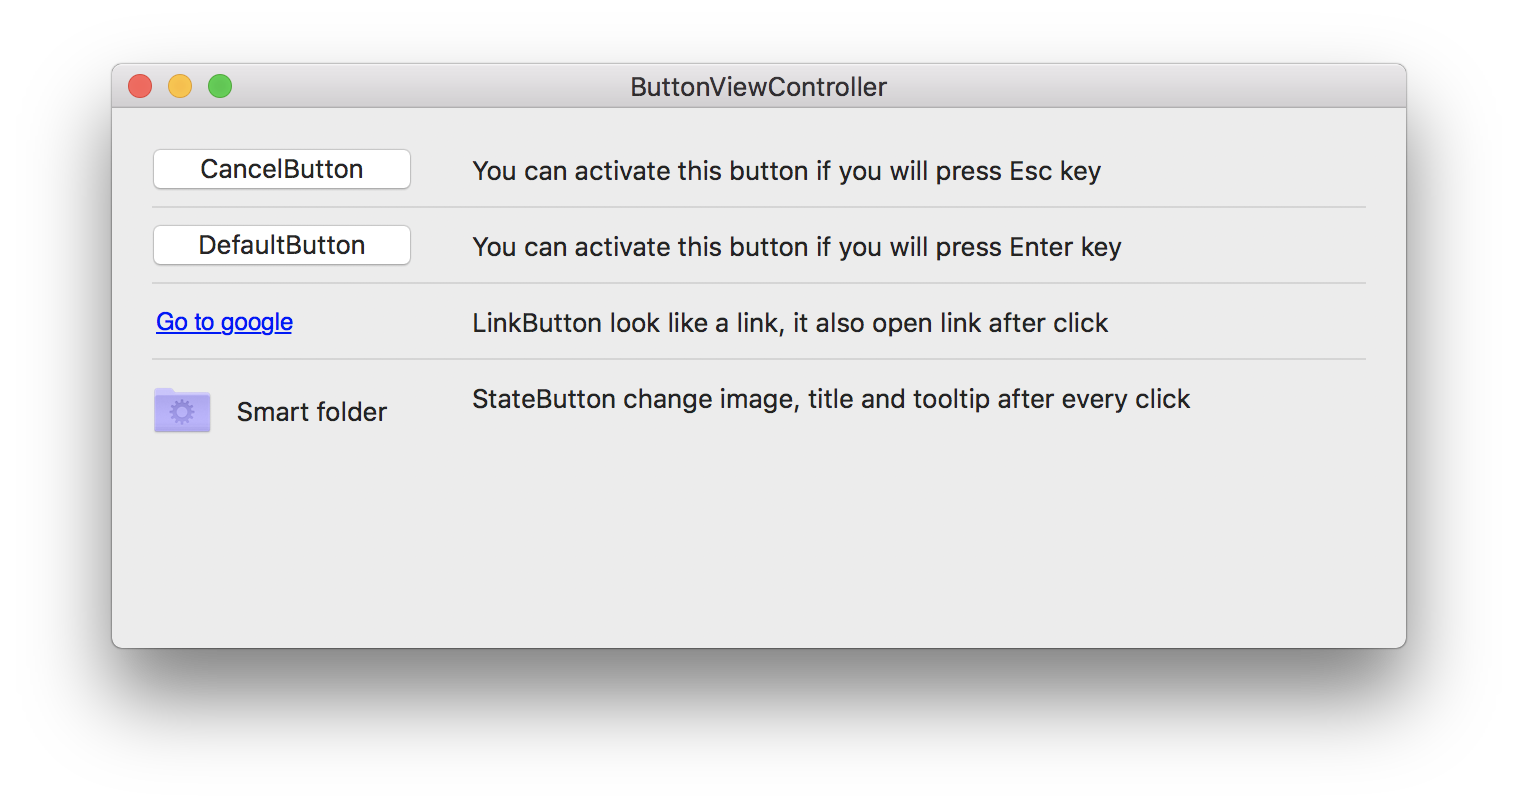 ButtonViewController
CancelButton
You can activate this button if you will press Esc key
DefaultButton
You can activate this button if you will press Enter key
Go to google
LinkButton look like a link, it also open link after click
Smart folder
StateButton change image, title and tooltip after every click